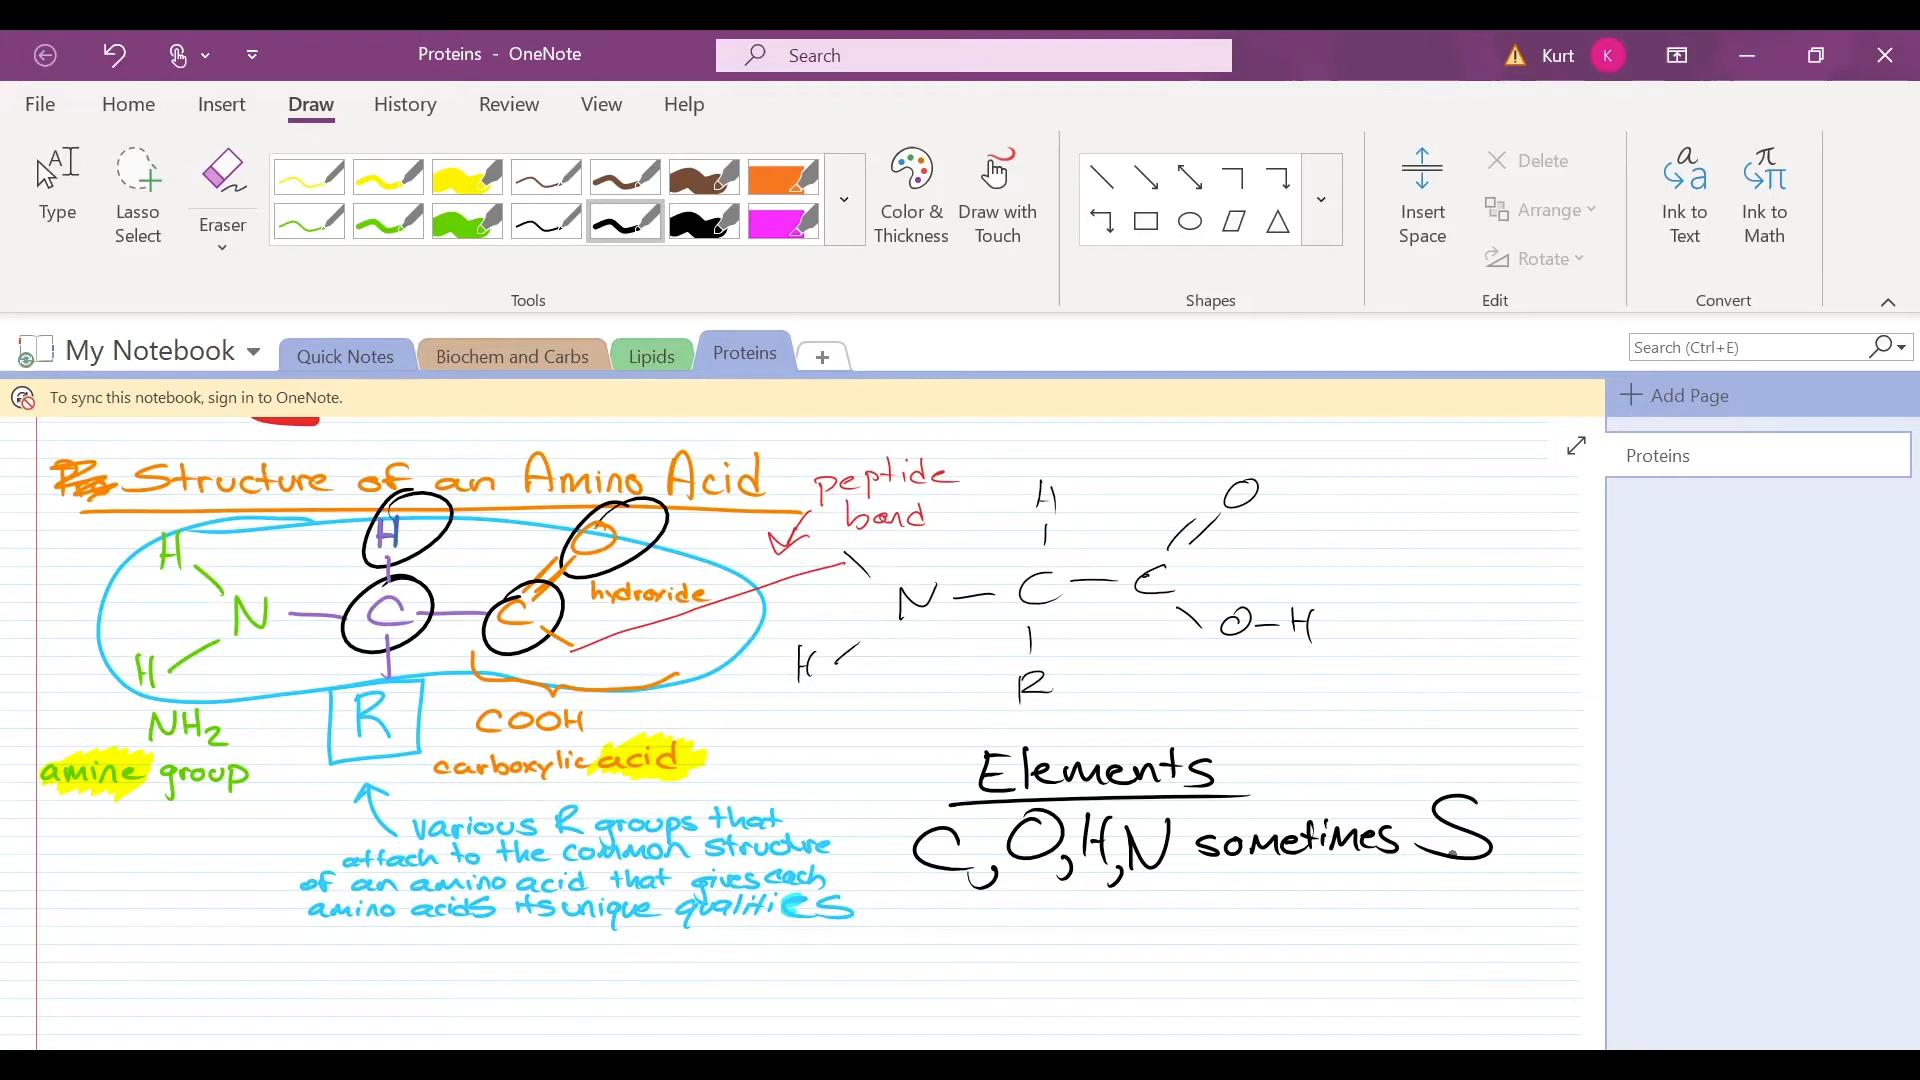 Proteins - OneNote
Search
Kurt
K
File Home Insert Draw History Review View Help
Type
Lasso Select
Eraser
Color & Thickness
Draw with Touch
Insert Space
Delete
Arrange
Rotate
Ink to Text
Ink to Math
Tools
Shapes
Edit
Convert
My Notebook
Quick Notes
Biochem and Carbs
Lipids
Proteins
Search (Ctrl+E)
To sync this notebook, sign in to OneNote.
Add Page
Proteins
Structure of an Amino Acid
peptide
bond
H
H
O
hydroxide
N
C
C
H
R
NH2
amine group
COOH
carboxylic acid
various R groups that
attach to the common structure
of an amino acid that gives each
amino acids its unique qualities
H
O
N - C - C
O-H
H
R
Elements
C, O, H, N sometimes S